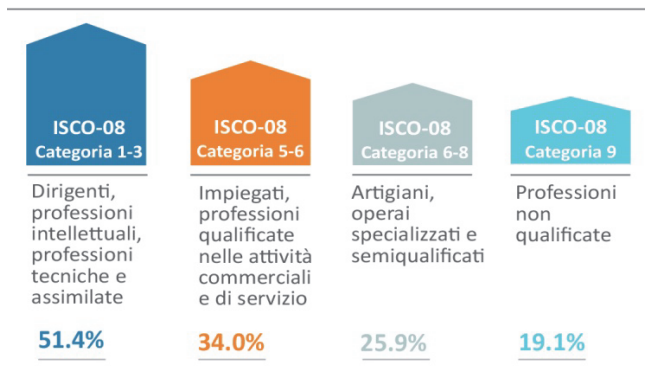 ISCO-08
Categoria 1-3
Dirigenti,
professioni
intellettuali,
professioni
tecniche e
assimilate
51.4%
ISCO-08
Categoria 5-6
Impiegati,
professioni
qualificate
nelle attività
commerciali
e di servizio
34.0%
ISCO-08
Categoria 6-8
Artigiani,
operai
specializzati e
semiqualificati
25.9%
ISCO-08
Categoria 9
Professioni
non
qualificate
19.1%